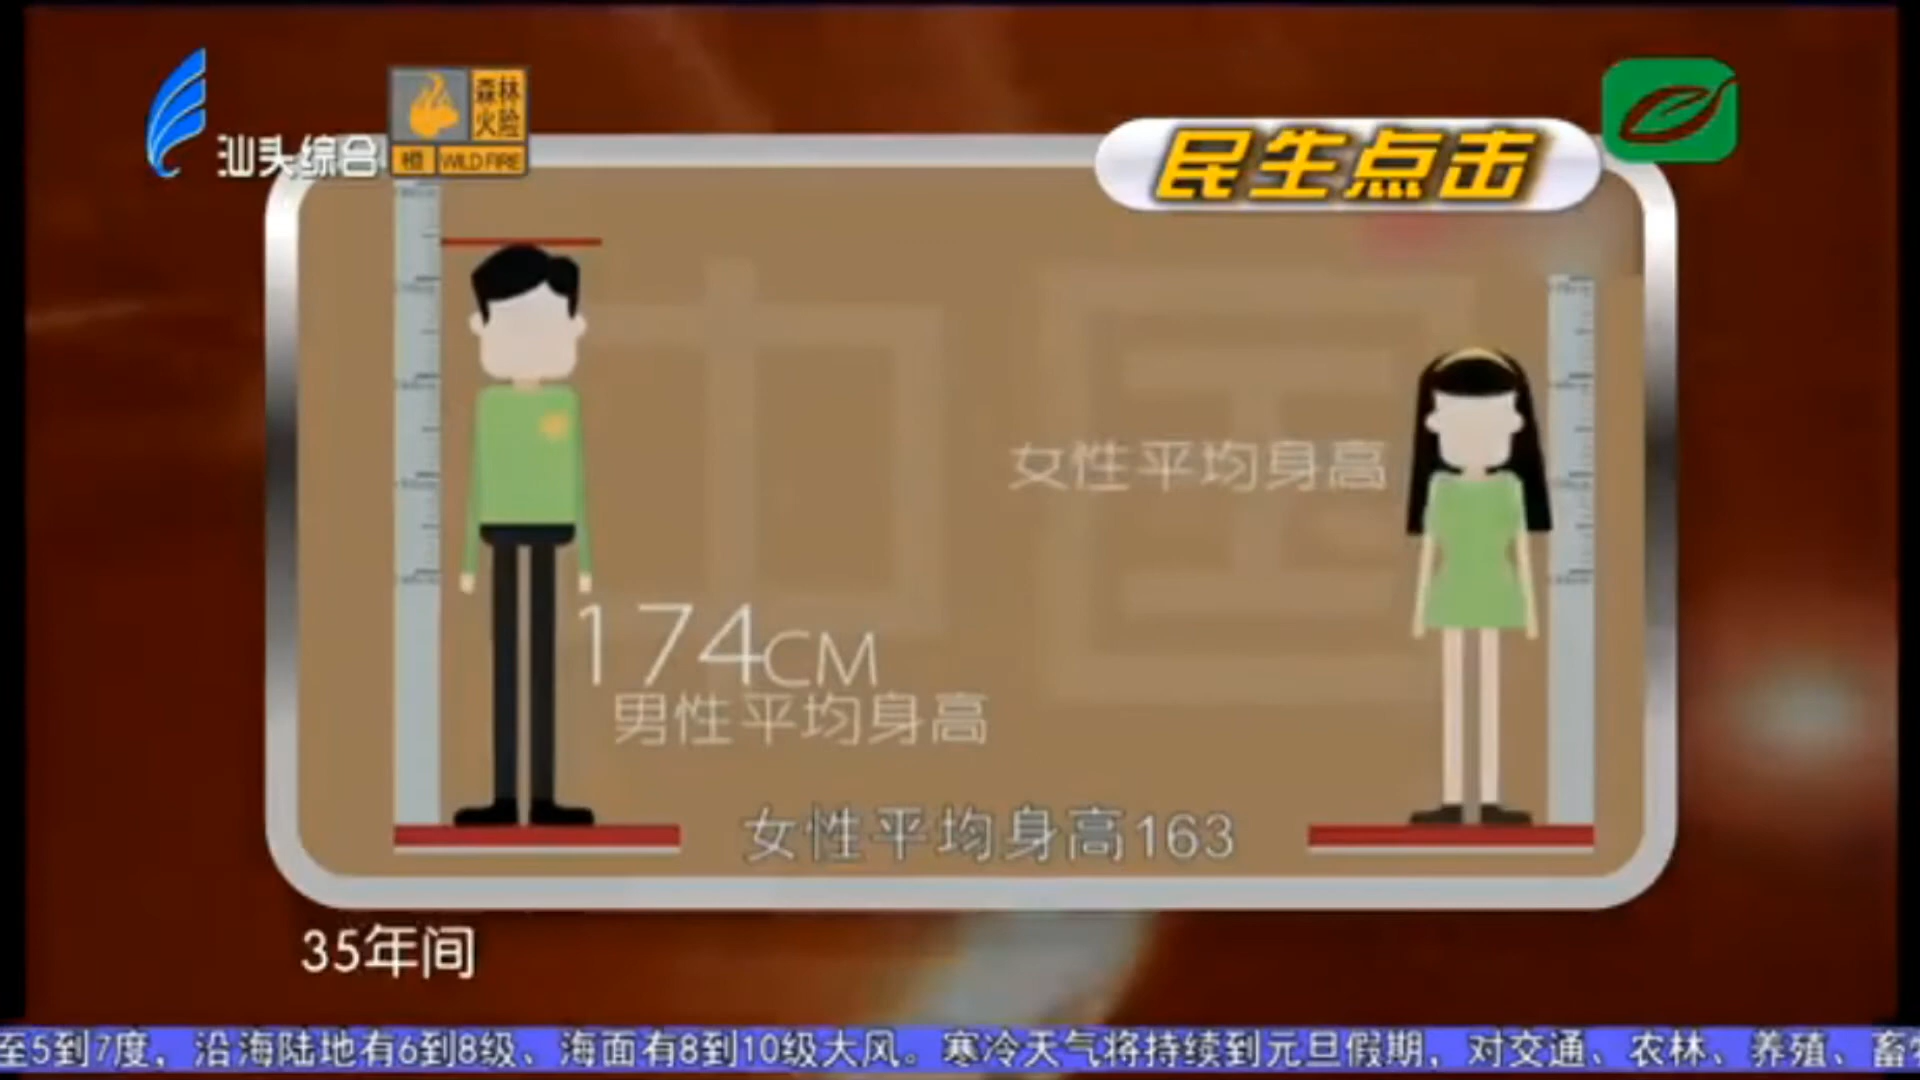 汕头综合
森林
火险
橙 WILD FIRE
民生点击
中国
女性平均身高
174CM
男性平均身高
女性平均身高163
35年间
至5到7度，沿海陆地有6到8级、海面有8到10级大风。寒冷天气将持续到元旦假期，对交通、农林、养殖、畜牧